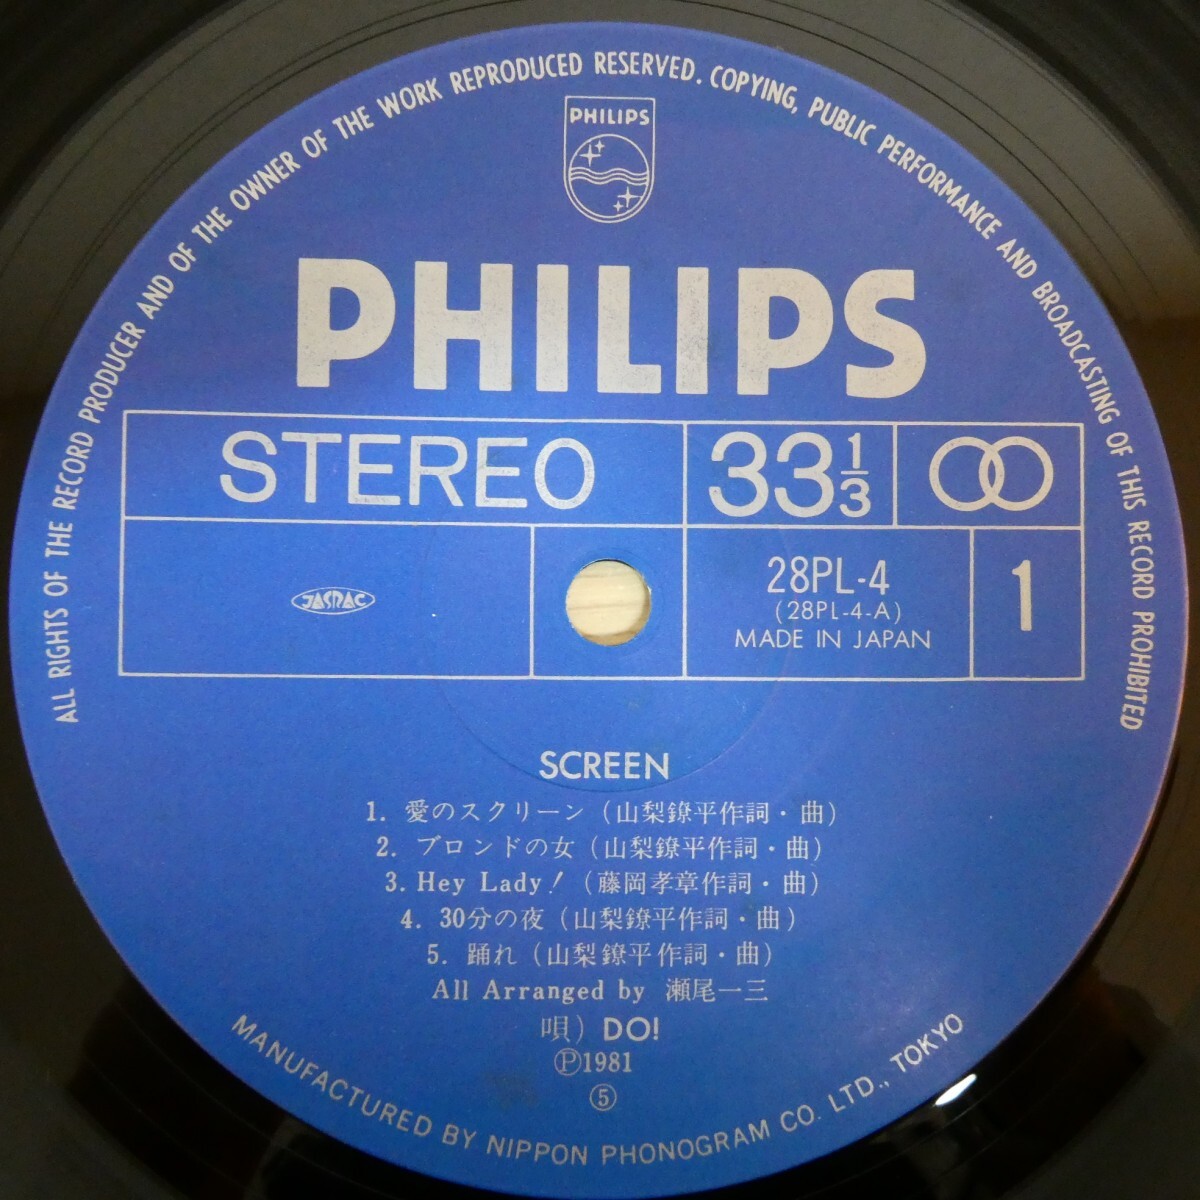 ALL RIGHTS OF THE RECORD PRODUCER AND OF THE OWNER OF THE WORK REPRODUCED RESERVED. COPYING, PUBLIC PERFORMANCE AND BROADCASTING OF THIS RECORD PROHIBITED
PHILIPS
PHILIPS
STEREO
33 1/3
JASRAC
28PL-4
(28PL-4-A)
MADE IN JAPAN
1
SCREEN
1. 愛のスクリーン (山梨鐐平作詞・曲)
2. ブロンドの女 (山梨鐐平作詞・曲)
3. Hey Lady! (藤岡孝章作詞・曲)
4. 30分の夜 (山梨鐐平作詞・曲)
5. 踊れ (山梨鐐平作詞・曲)
All Arranged by 瀬尾一三
唄) DO!
Ⓟ1981
⑤
MANUFACTURED BY NIPPON PHONOGRAM CO. LTD., TOKYO